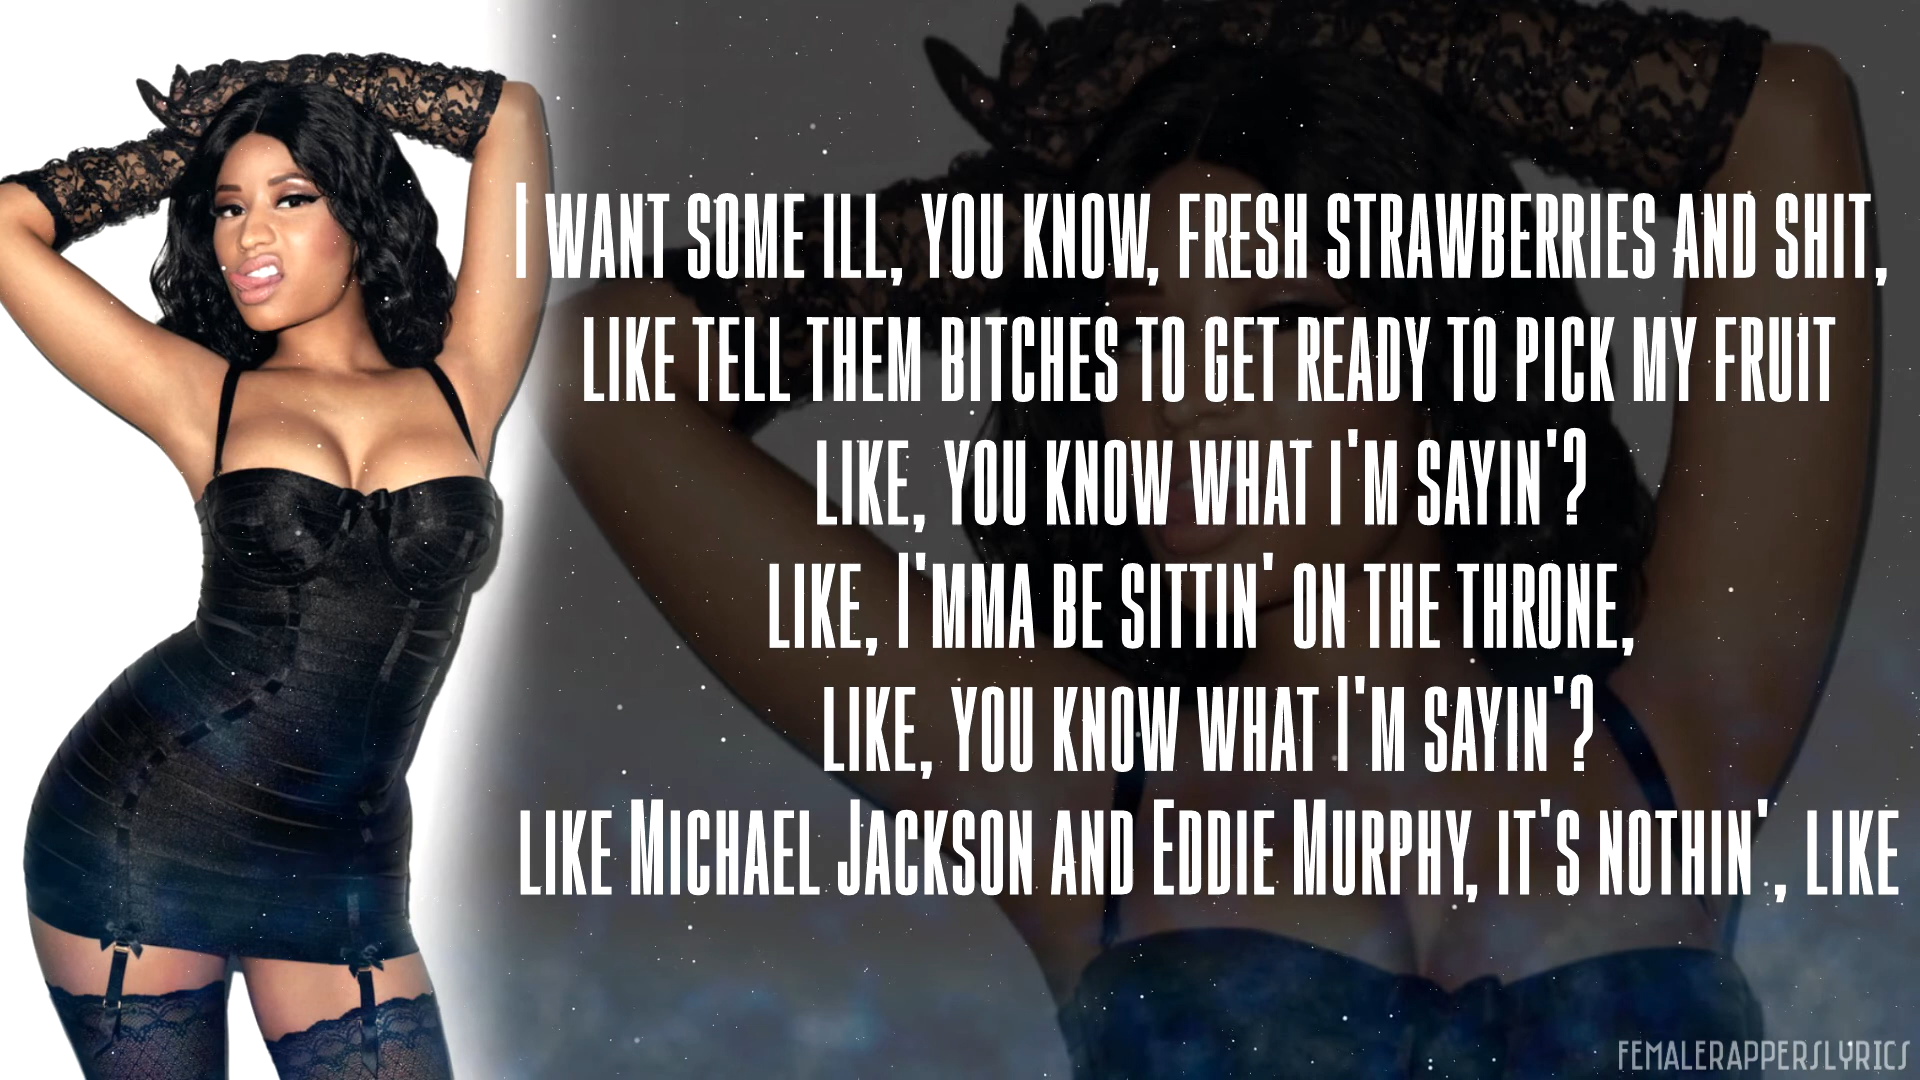 I want some ill, you know, fresh strawberries and shit,
like tell them bitches to get ready to pick my fruit
like, you know what I'm sayin'?
like, I'mma be sittin' on the throne,
like, you know what I'm sayin'?
like Michael Jackson and Eddie Murphy, it's nothin', like
FEMALERAPPERSLYRICS